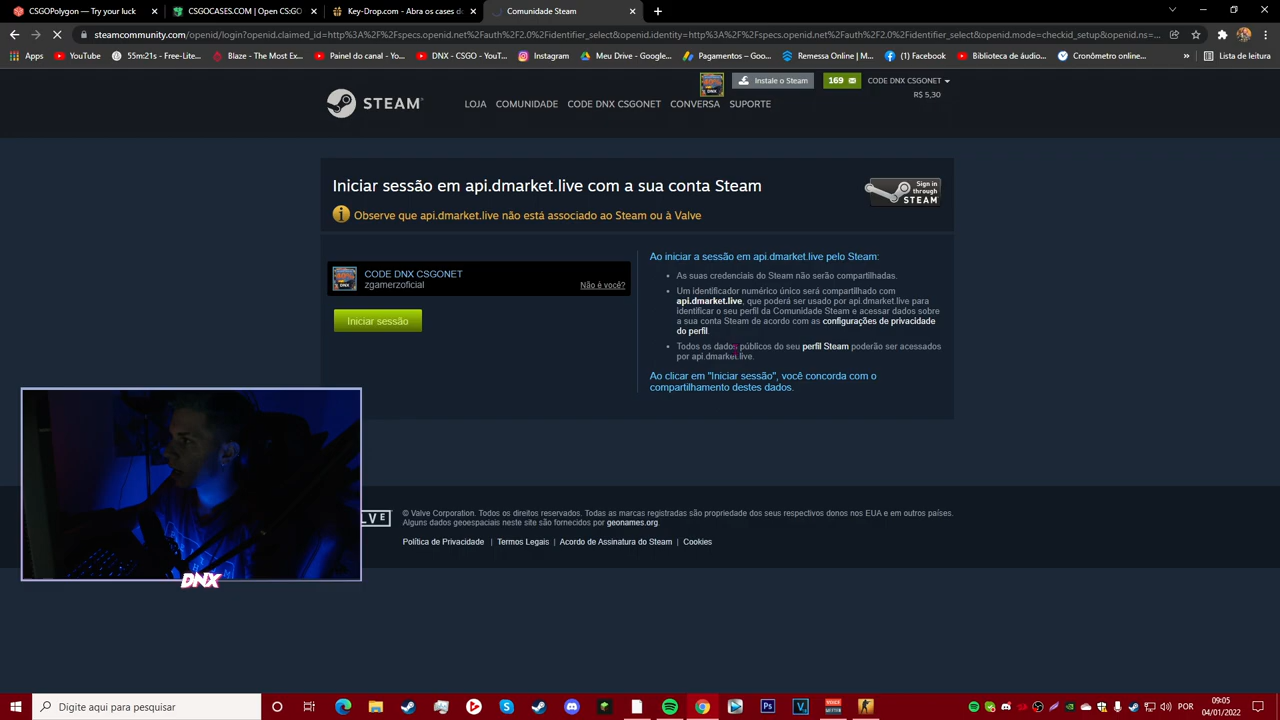 CSGOPolygon — Try your luck
CSGOCASES.COM | Open CS:GO
Key-Drop.com - Abra os cases do
Comunidade Steam
steamcommunity.com/openid/login?openid.claimed_id=http%3A%2F%2Fspecs.openid.net%2Fauth%2F2.0%2Fidentifier_select&openid.identity=http%3A%2F%2Fspecs.openid.net%2Fauth%2F2.0%2Fidentifier_select&openid.mode=checkid_setup&openid.ns=...
Apps
YouTube
55mr21s - Free-Lite...
Blaze - The Most Ex...
Painel do canal - Yo...
DNX - CSGO - YouT...
Instagram
Meu Drive - Google...
Pagamentos – Goo...
Remessa Online | M...
(1) Facebook
Biblioteca de áudio...
Cronômetro online...
Lista de leitura
STEAM
LOJA COMUNIDADE CODE DNX CSGONET CONVERSA SUPORTE
Instale o Steam
169
CODE DNX CSGONET
R$ 5,30
Iniciar sessão em api.dmarket.live com a sua conta Steam
Sign in
through
STEAM
Observe que api.dmarket.live não está associado ao Steam ou à Valve
CODE DNX CSGONET
zgamerzoficial
Não é você?
Iniciar sessão
Ao iniciar a sessão em api.dmarket.live pelo Steam:
As suas credenciais do Steam não serão compartilhadas.
Um identificador numérico único será compartilhado com
api.dmarket.live, que poderá ser usado por api.dmarket.live para
identificar o seu perfil da Comunidade Steam e acessar dados sobre
a sua conta Steam de acordo com as configurações de privacidade
do perfil.
Todos os dados públicos do seu perfil Steam poderão ser acessados
por api.dmarket.live.
Ao clicar em "Iniciar sessão", você concorda com o
compartilhamento destes dados.
DNX
LVE
© Valve Corporation. Todos os direitos reservados. Todas as marcas registradas são propriedade dos seus respectivos donos nos EUA e em outros países.
Alguns dados geoespaciais neste site são fornecidos por geonames.org.
Política de Privacidade | Termos Legais | Acordo de Assinatura do Steam | Cookies
Digite aqui para pesquisar
Ps
V
POR
09:05
04/01/2022